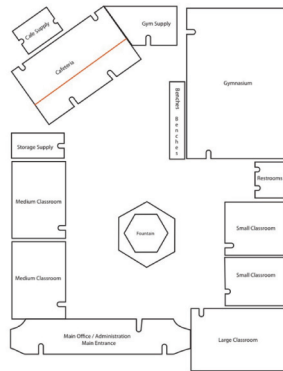 Cafe Supply
Gym Supply
Cafeteria
Gymnasium
Benches
Benches
Storage Supply
Restrooms
Medium Classroom
Small Classroom
Fountain
Medium Classroom
Small Classroom
Main Office / Administration
Main Entrance
Large Classroom